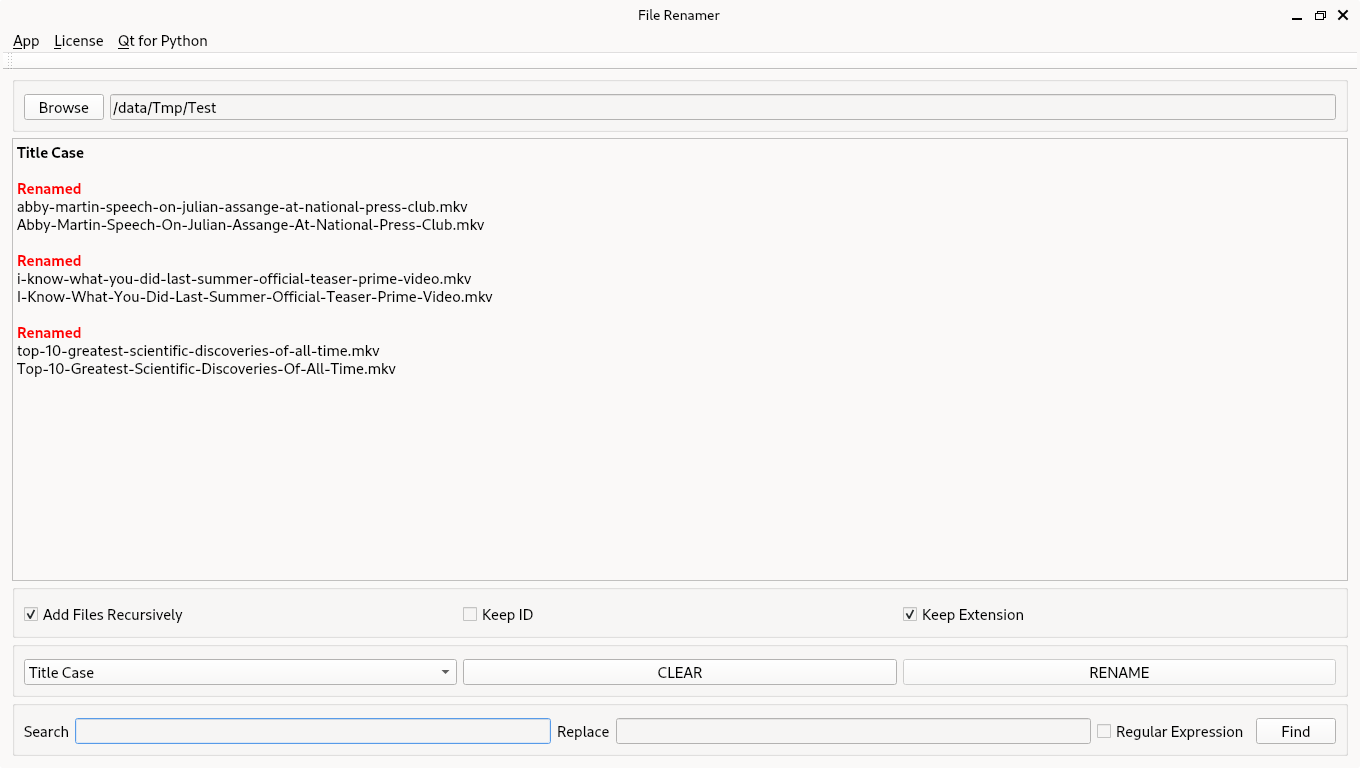 File Renamer
App License Qt for Python
Browse /data/Tmp/Test
Title Case
Renamed
abby-martin-speech-on-julian-assange-at-national-press-club.mkv
Abby-Martin-Speech-On-Julian-Assange-At-National-Press-Club.mkv
Renamed
i-know-what-you-did-last-summer-official-teaser-prime-video.mkv
I-Know-What-You-Did-Last-Summer-Official-Teaser-Prime-Video.mkv
Renamed
top-10-greatest-scientific-discoveries-of-all-time.mkv
Top-10-Greatest-Scientific-Discoveries-Of-All-Time.mkv
Add Files Recursively Keep ID Keep Extension
Title Case CLEAR RENAME
Search Replace Regular Expression Find